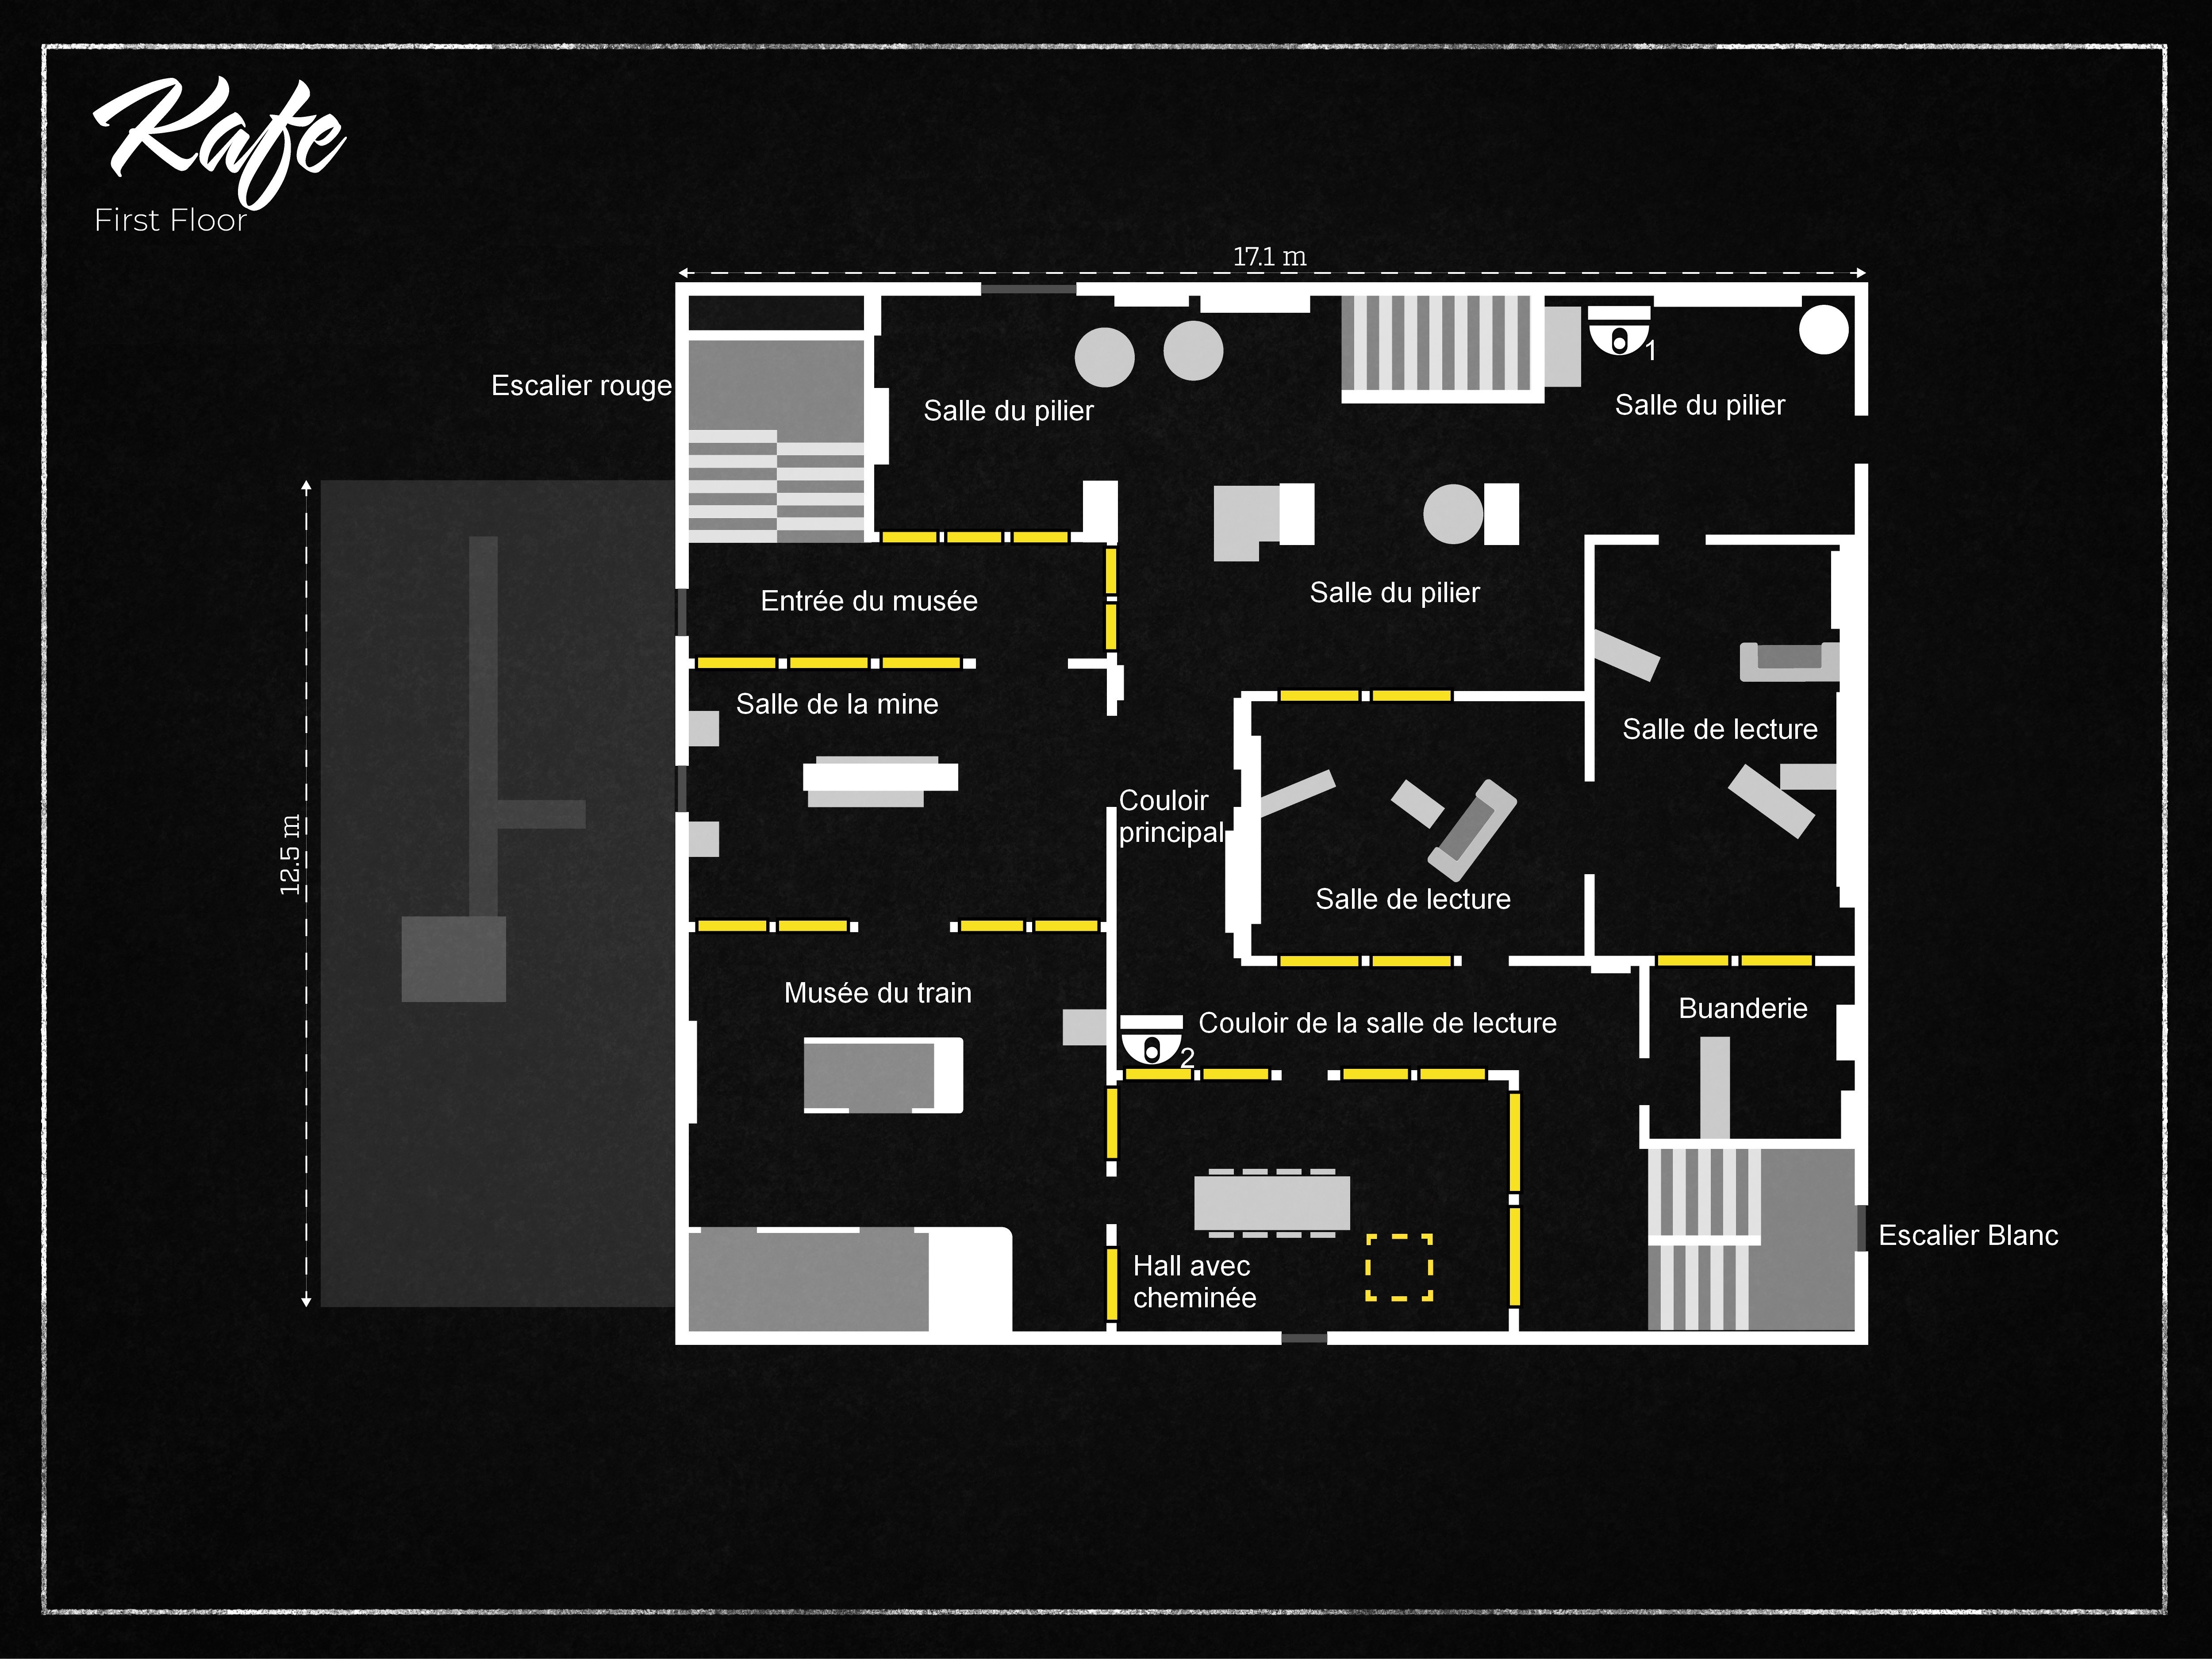 Kafe
First Floor
17.1 m
1
Escalier rouge
Salle du pilier
Salle du pilier
Entrée du musée
Salle du pilier
Salle de la mine
Salle de lecture
Couloir
principal
12.5 m
Salle de lecture
Musée du train
Buanderie
Couloir de la salle de lecture
2
Escalier Blanc
Hall avec
cheminée